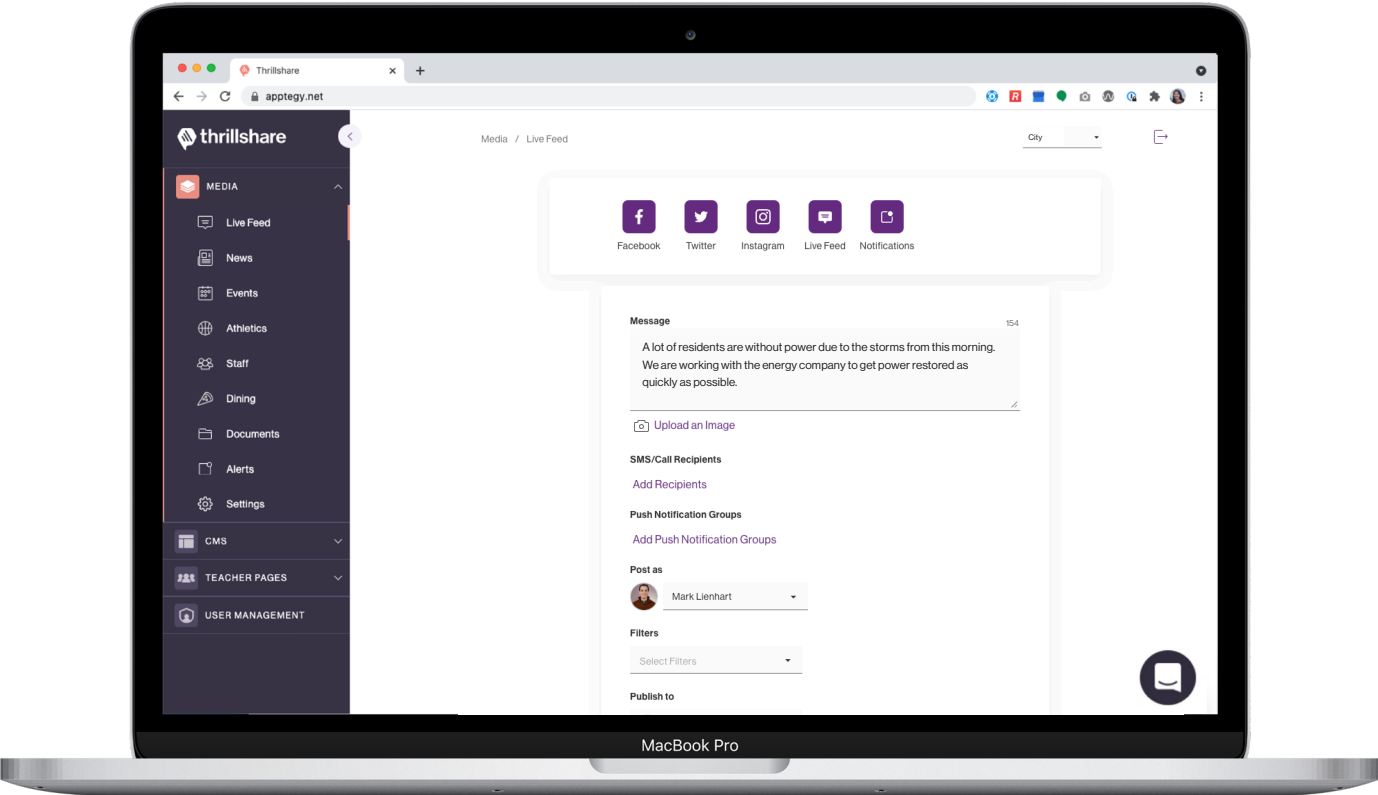 Thrillshare
apptegy.net
thrillshare
Media / Live Feed
City
MEDIA
Live Feed
News
Events
Athletics
Staff
Dining
Documents
Alerts
Settings
CMS
TEACHER PAGES
USER MANAGEMENT
Facebook Twitter Instagram Live Feed Notifications
Message
154
A lot of residents are without power due to the storms from this morning.
We are working with the energy company to get power restored as
quickly as possible.
Upload an Image
SMS/Call Recipients
Add Recipients
Push Notification Groups
Add Push Notification Groups
Post as
Mark Lienhart
Filters
Select Filters
Publish to
MacBook Pro